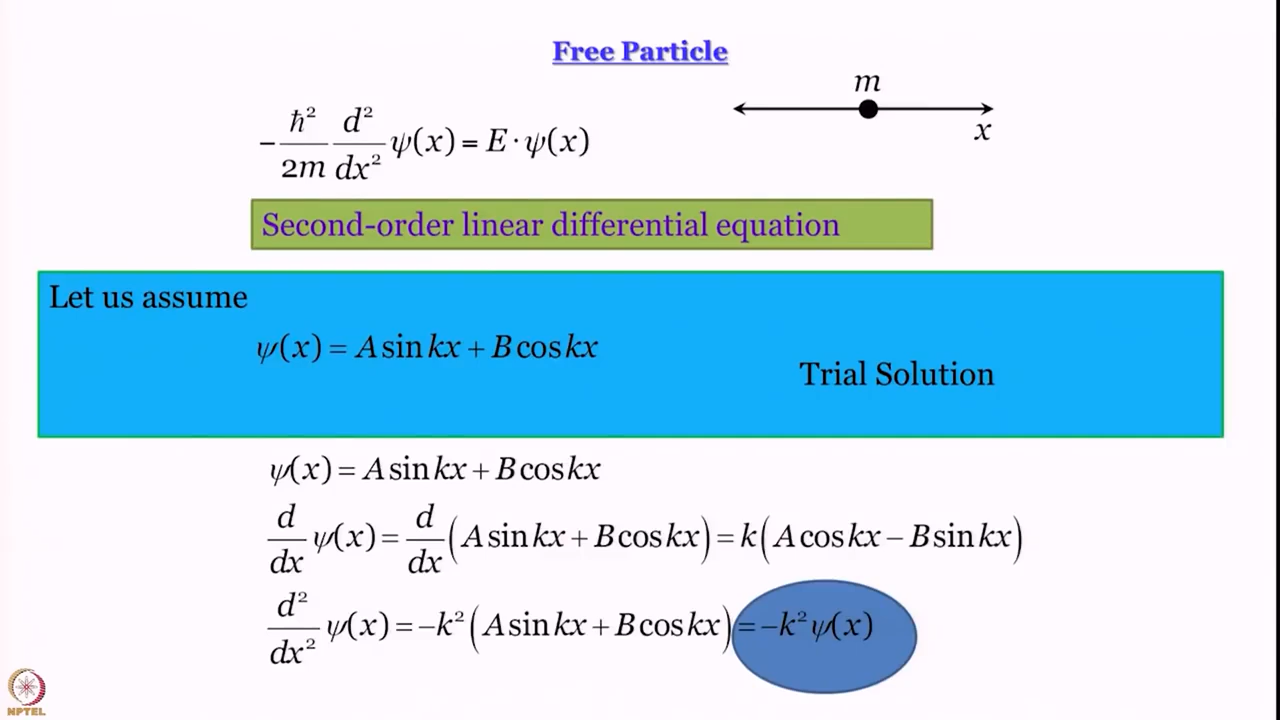 Free Particle
m
x
-ħ²/2m d²/dx² ψ(x) = E · ψ(x)
Second-order linear differential equation
Let us assume
ψ(x) = A sin kx + B cos kx
Trial Solution
ψ(x) = A sin kx + B cos kx
d/dx ψ(x) = d/dx (A sin kx + B cos kx) = k(A cos kx − B sin kx)
d²/dx² ψ(x) = −k²(A sin kx + B cos kx) = −k² ψ(x)
NPTEL